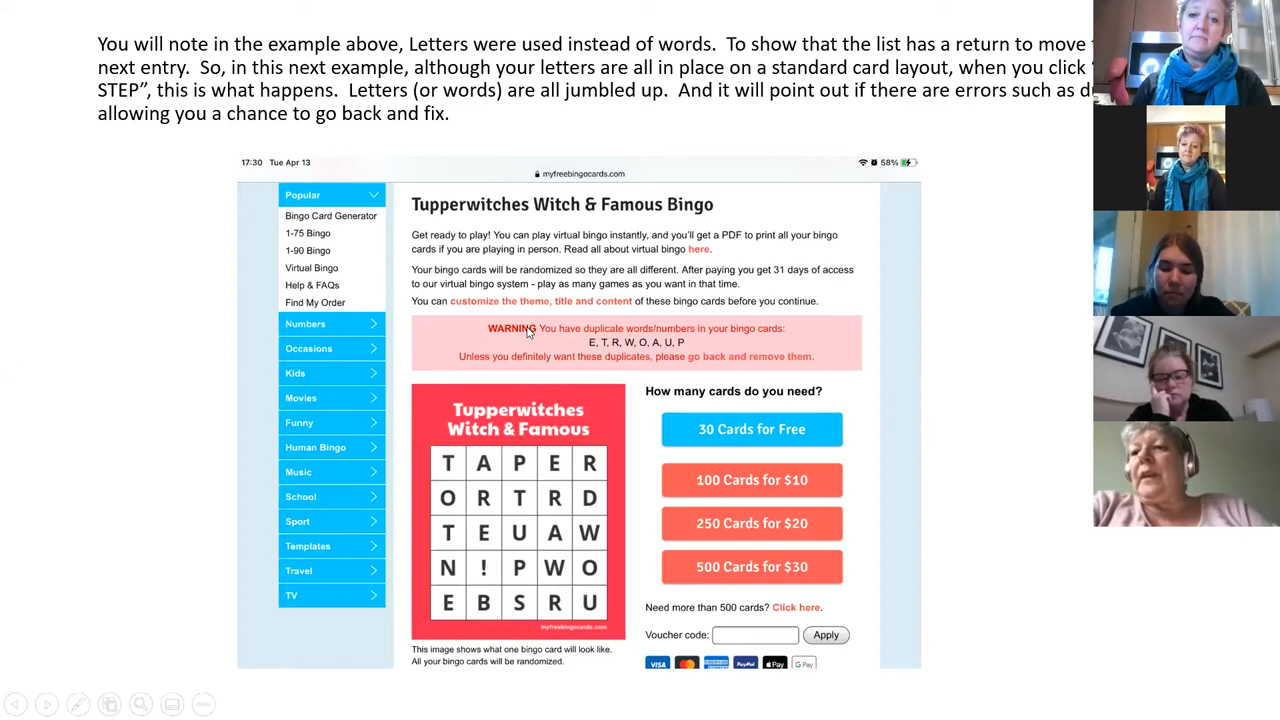 You will note in the example above, Letters were used instead of words. To show that the list has a return to move
next entry. So, in this next example, although your letters are all in place on a standard card layout, when you click
STEP", this is what happens. Letters (or words) are all jumbled up. And it will point out if there are errors such as
allowing you a chance to go back and fix.
17:30 Tue Apr 13
58%
myfreebingocards.com
Popular
Bingo Card Generator
1-75 Bingo
1-90 Bingo
Virtual Bingo
Help & FAQs
Find My Order
Numbers
Occasions
Kids
Movies
Funny
Human Bingo
Music
School
Sport
Templates
Travel
TV
Tupperwitches Witch & Famous Bingo
Get ready to play! You can play virtual bingo instantly, and you'll get a PDF to print all your bingo
cards if you are playing in person. Read all about virtual bingo here.
Your bingo cards will be randomized so they are all different. After paying you get 31 days of access
to our virtual bingo system - play as many games as you want in that time.
You can customize the theme, title and content of these bingo cards before you continue.
WARNING You have duplicate words/numbers in your bingo cards:
E, T, R, W, O, A, U, P
Unless you definitely want these duplicates, please go back and remove them.
Tupperwitches
Witch & Famous
T A P E R
O R T R D
T E U A W
N ! P W O
E B S R U
myfreebingocards.com
This image shows what one bingo card will look like.
All your bingo cards will be randomized.
How many cards do you need?
30 Cards for Free
100 Cards for $10
250 Cards for $20
500 Cards for $30
Need more than 500 cards? Click here.
Voucher code:
Apply
VISA
PayPal
Pay
G Pay